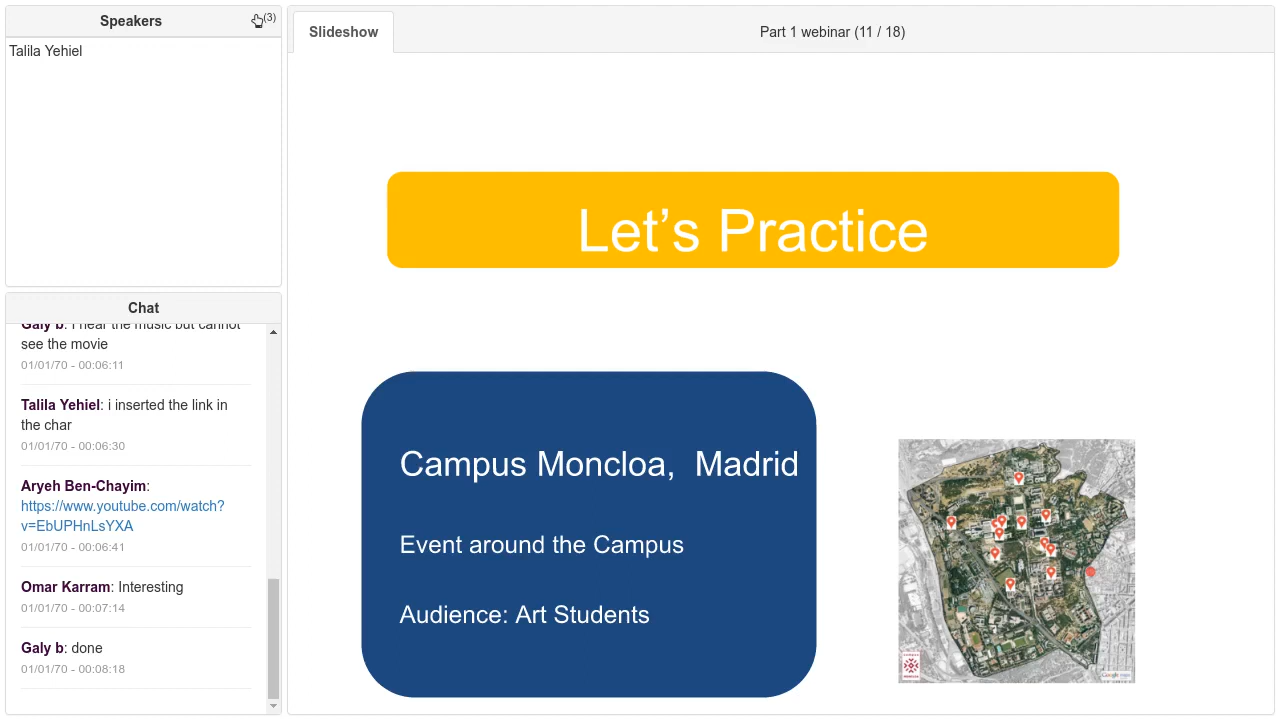 Speakers
(3)
Talila Yehiel
Chat
Galy b: I hear the music but cannot
see the movie
01/01/70 - 00:06:11
Talila Yehiel: i inserted the link in
the char
01/01/70 - 00:06:30
Aryeh Ben-Chayim:
https://www.youtube.com/watch?
v=EbUPHnLsYXA
01/01/70 - 00:06:41
Omar Karram: Interesting
01/01/70 - 00:07:14
Galy b: done
01/01/70 - 00:08:18
Slideshow
Part 1 webinar (11 / 18)
Let's Practice
Campus Moncloa,  Madrid
Event around the Campus
Audience: Art Students
Google maps